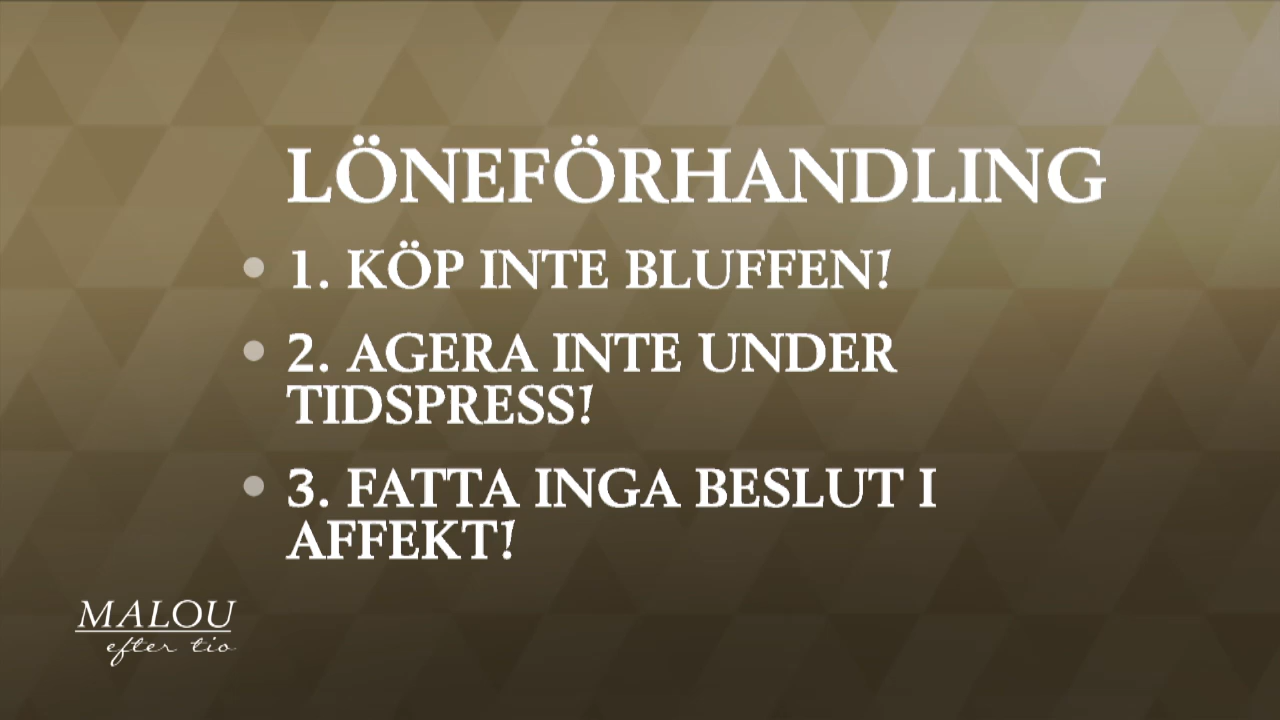 LÖNEFÖRHANDLING
• 1. KÖP INTE BLUFFEN!
• 2. AGERA INTE UNDER
TIDSPRESS!
• 3. FATTA INGA BESLUT I
AFFEKT!
MALOU
efter tio